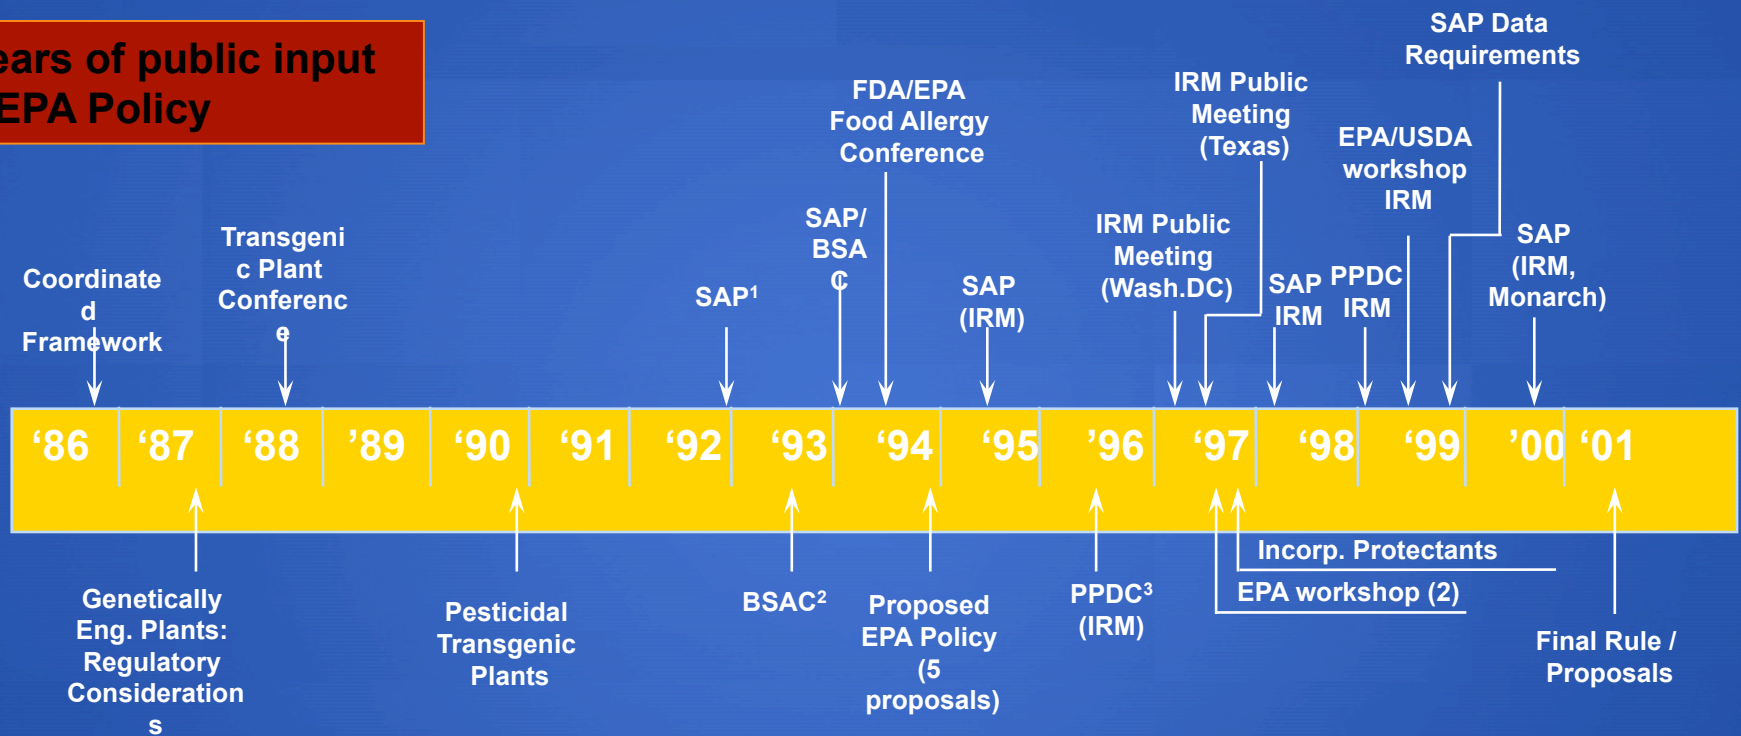 ears of public input
EPA Policy
SAP Data
Requirements
FDA/EPA
Food Allergy
Conference
IRM Public
Meeting
(Texas)
EPA/USDA
workshop
IRM
Transgeni
c Plant
Conferenc
e
SAP/
BSA
C
IRM Public
Meeting
(Wash.DC)
SAP
(IRM,
Monarch)
Coordinate
d
Framework
SAP¹
SAP
(IRM)
SAP
IRM
PPDC
IRM
‘86 ‘87 ‘88 ’89 ‘90 ‘91 ‘92 ‘93 ‘94 ‘95 ’96 ‘97 ‘98 ‘99 ’00 ‘01
Genetically
Eng. Plants:
Regulatory
Consideration
s
Pesticidal
Transgenic
Plants
BSAC²
Proposed
EPA Policy
(5
proposals)
PPDC³
(IRM)
Incorp. Protectants
EPA workshop (2)
Final Rule /
Proposals